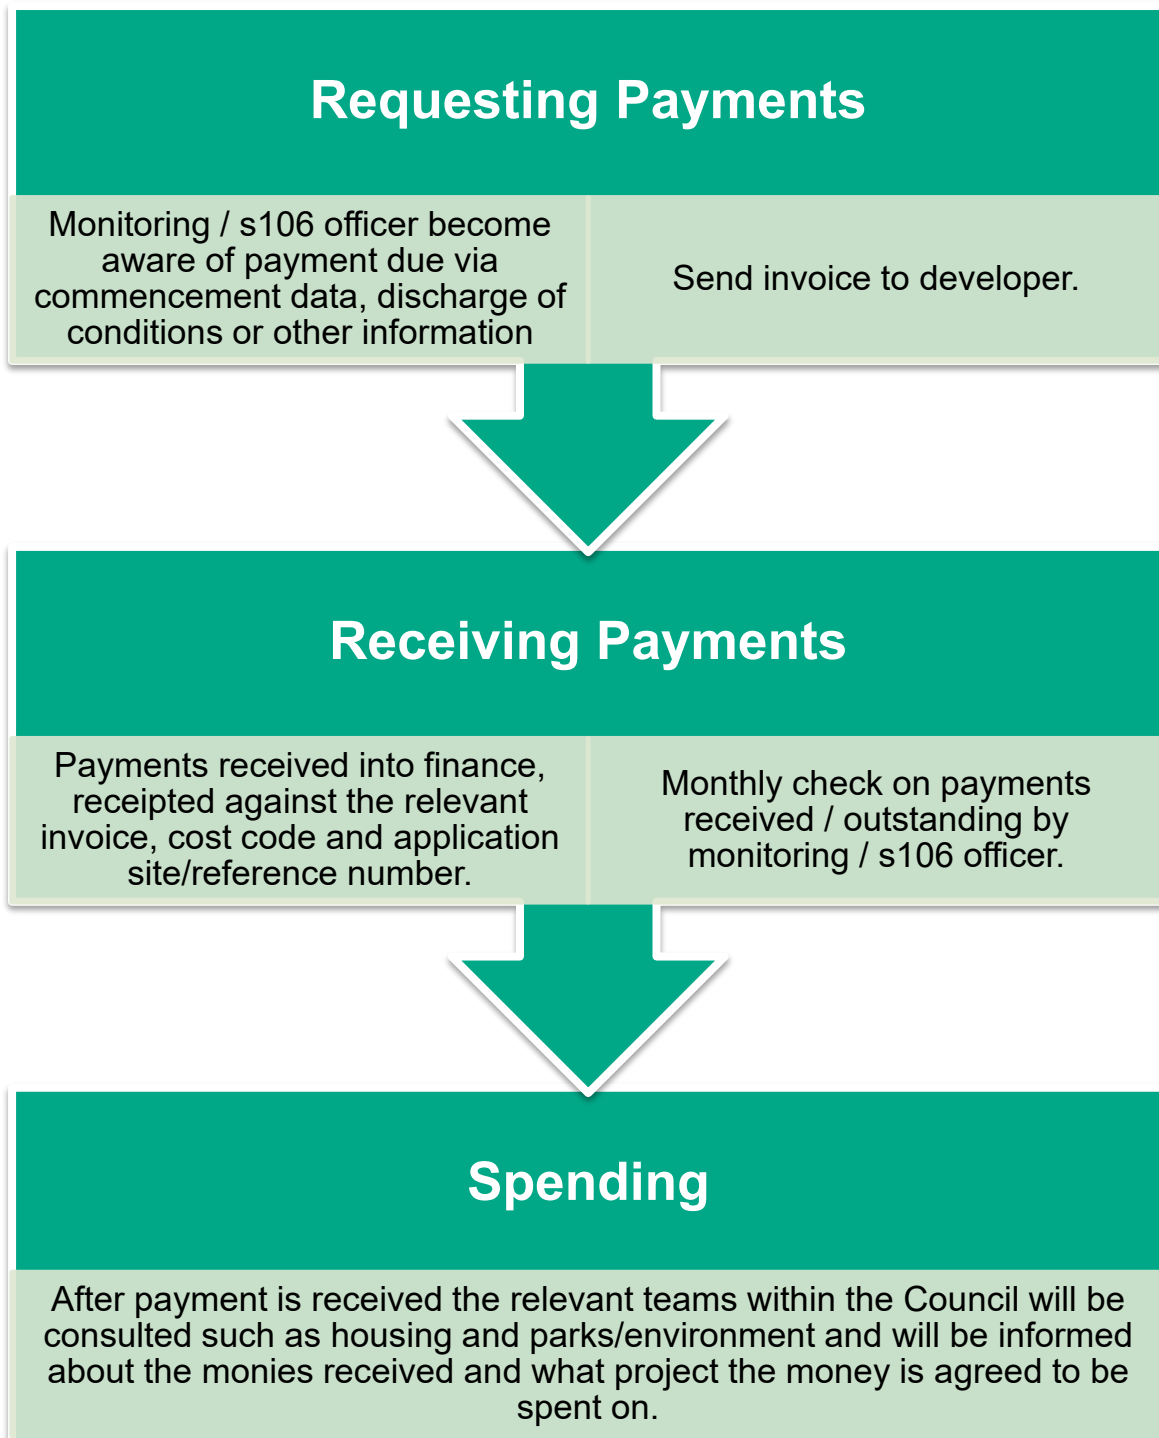 Requesting Payments
Monitoring / s106 officer become
aware of payment due via
commencement data, discharge of
conditions or other information
Send invoice to developer.
Receiving Payments
Payments received into finance,
receipted against the relevant
invoice, cost code and application
site/reference number.
Monthly check on payments
received / outstanding by
monitoring / s106 officer.
Spending
After payment is received the relevant teams within the Council will be
consulted such as housing and parks/environment and will be informed
about the monies received and what project the money is agreed to be
spent on.